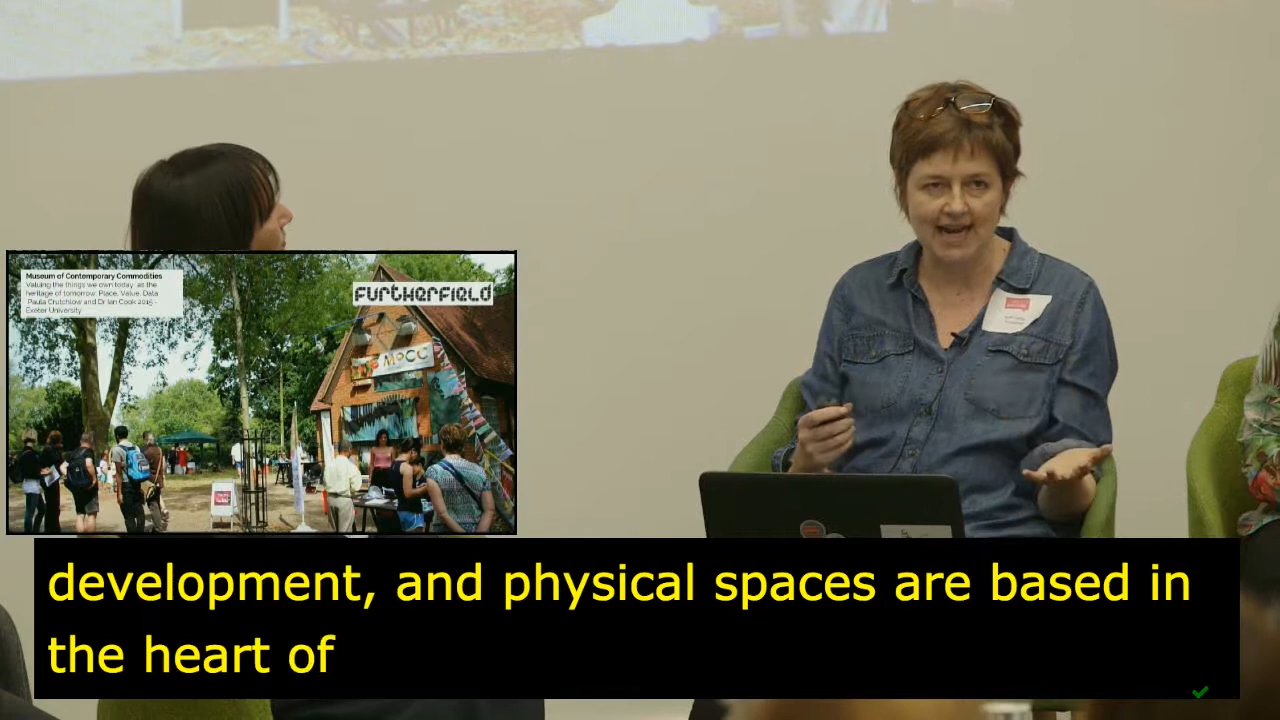 Museum of Contemporary Commodities
Valuing the things we own today as the
heritage of tomorrow: Place, Value, Data
Paula Crutchlow and Dr Ian Cook 2015 -
Exeter University
FURTHERFIELD
MoCC
development, and physical spaces are based in
the heart of